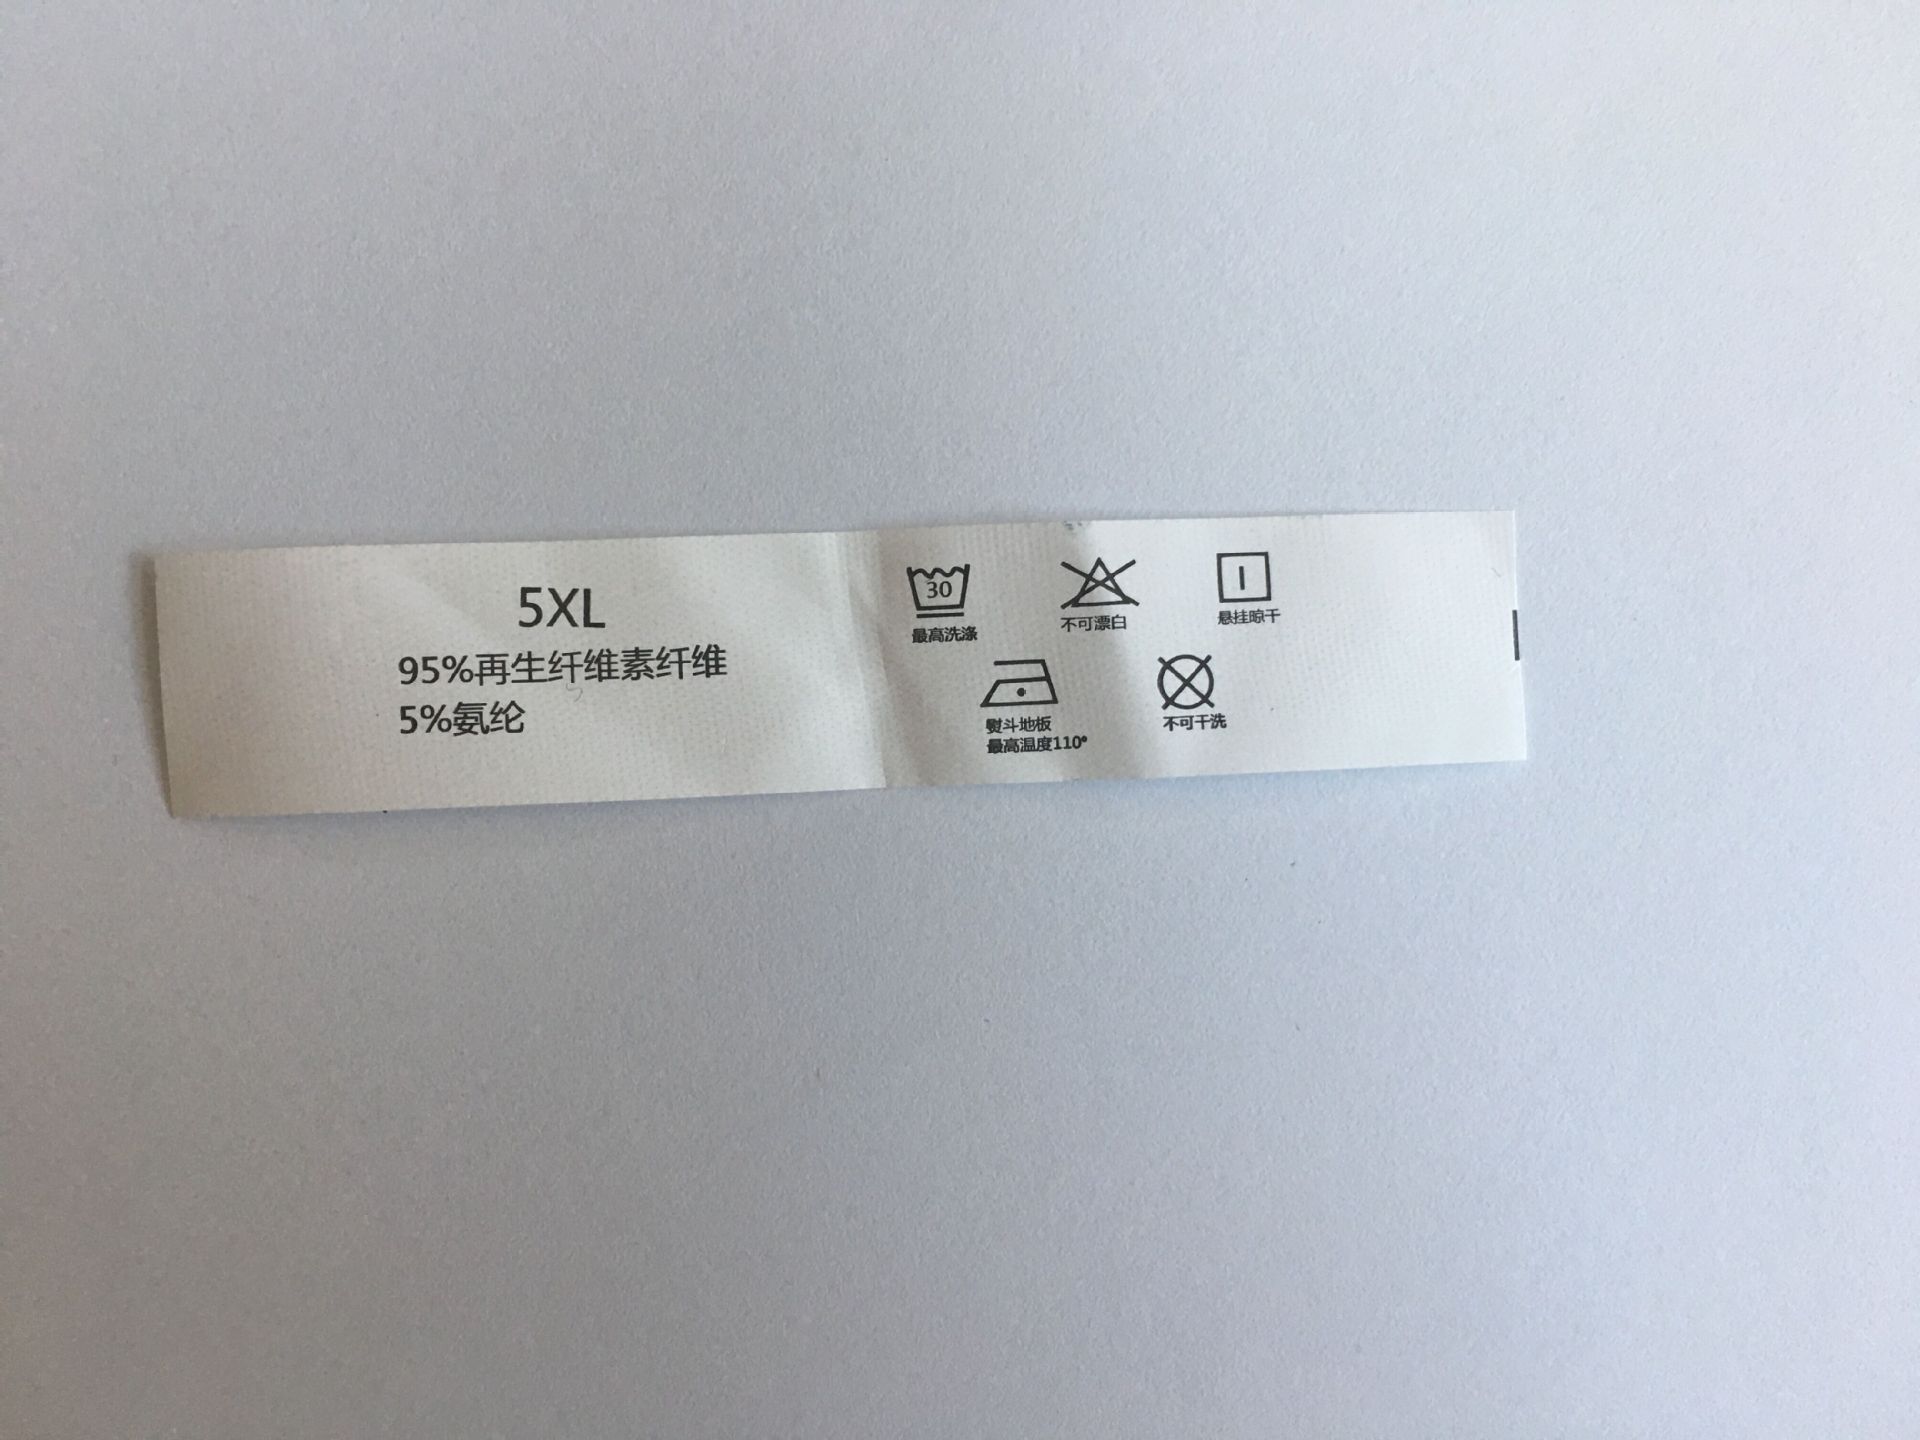 5XL
95%再生纤维素纤维
5%氨纶
30
最高洗涤
不可漂白
悬挂晾干
熨斗地板
最高温度110°
不可干洗